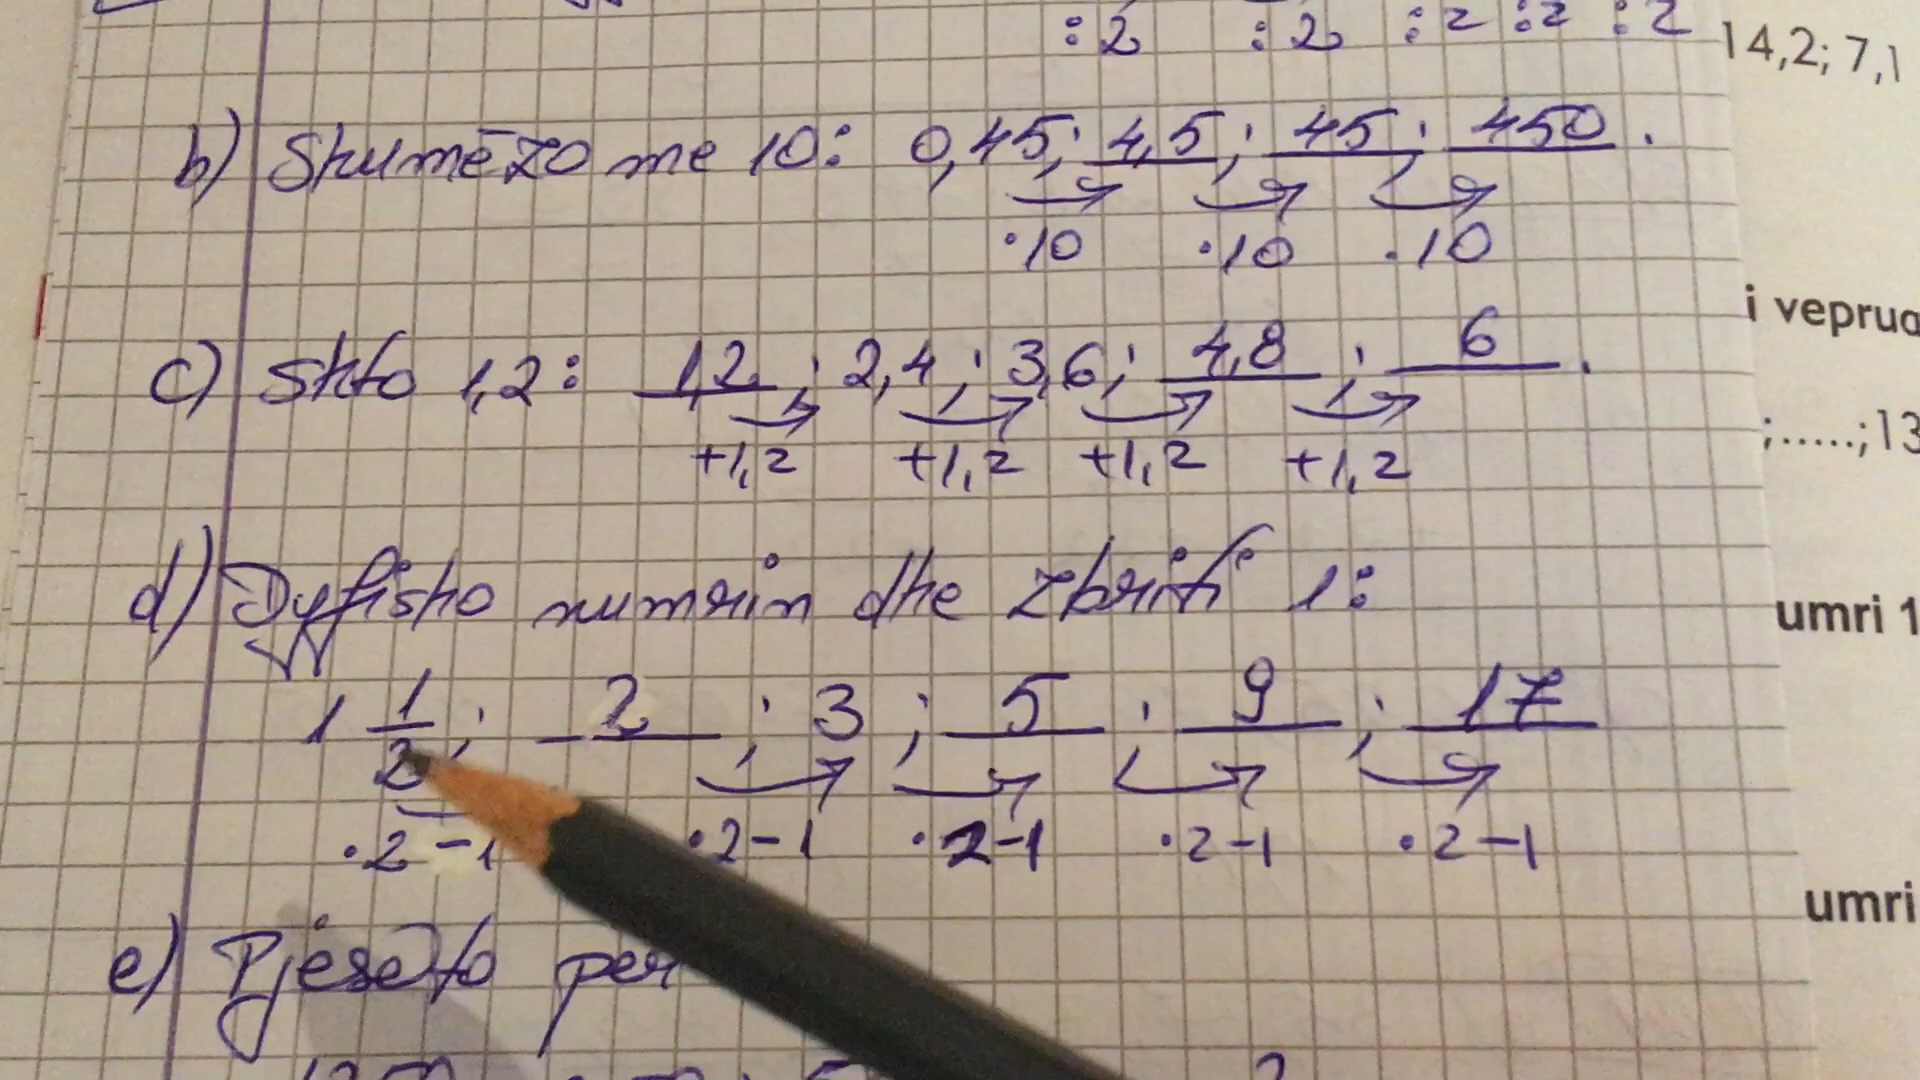 :2 :2 :2 :2 :2
14,2; 7,1
b) Shumëzo me 10: 0,45; 4,5; 45; 450.
·10 ·10 ·10
i veprua
c) Shto 1,2: 1,2; 2,4; 3,6; 4,8; 6.
+1,2 +1,2 +1,2 +1,2
;.....;13
d) Dyfisho numrin dhe zbriti 1:
umri 1
1 1/2; 2; 3; 5; 9; 17
·2-1 ·2-1 ·2-1 ·2-1 ·2-1
umri
e) Pjesëto për